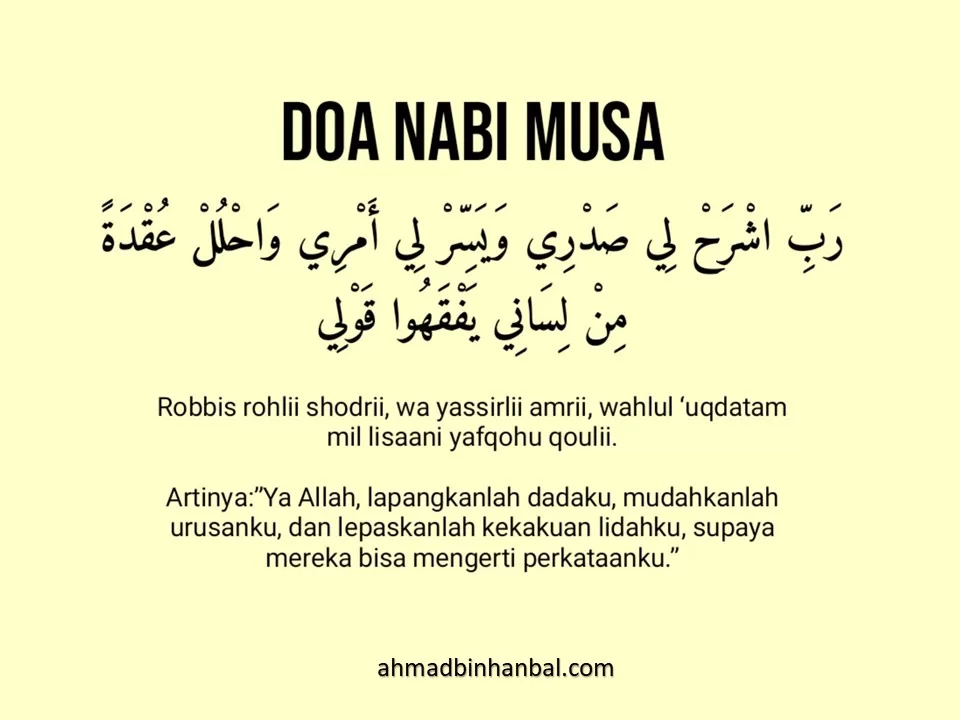 DOA NABI MUSA
رَبِّ اشْرَحْ لِي صَدْرِي وَيَسِّرْ لِي أَمْرِي وَاحْلُلْ عُقْدَةً
مِنْ لِسَانِي يَفْقَهُوا قَوْلِي
Robbis rohlii shodrii, wa yassirlii amrii, wahlul ‘uqdatam
mil lisaani yafqohu qoulii.
Artinya:”Ya Allah, lapangkanlah dadaku, mudahkanlah
urusanku, dan lepaskanlah kekakuan lidahku, supaya
mereka bisa mengerti perkataanku.”
ahmadbinhanbal.com